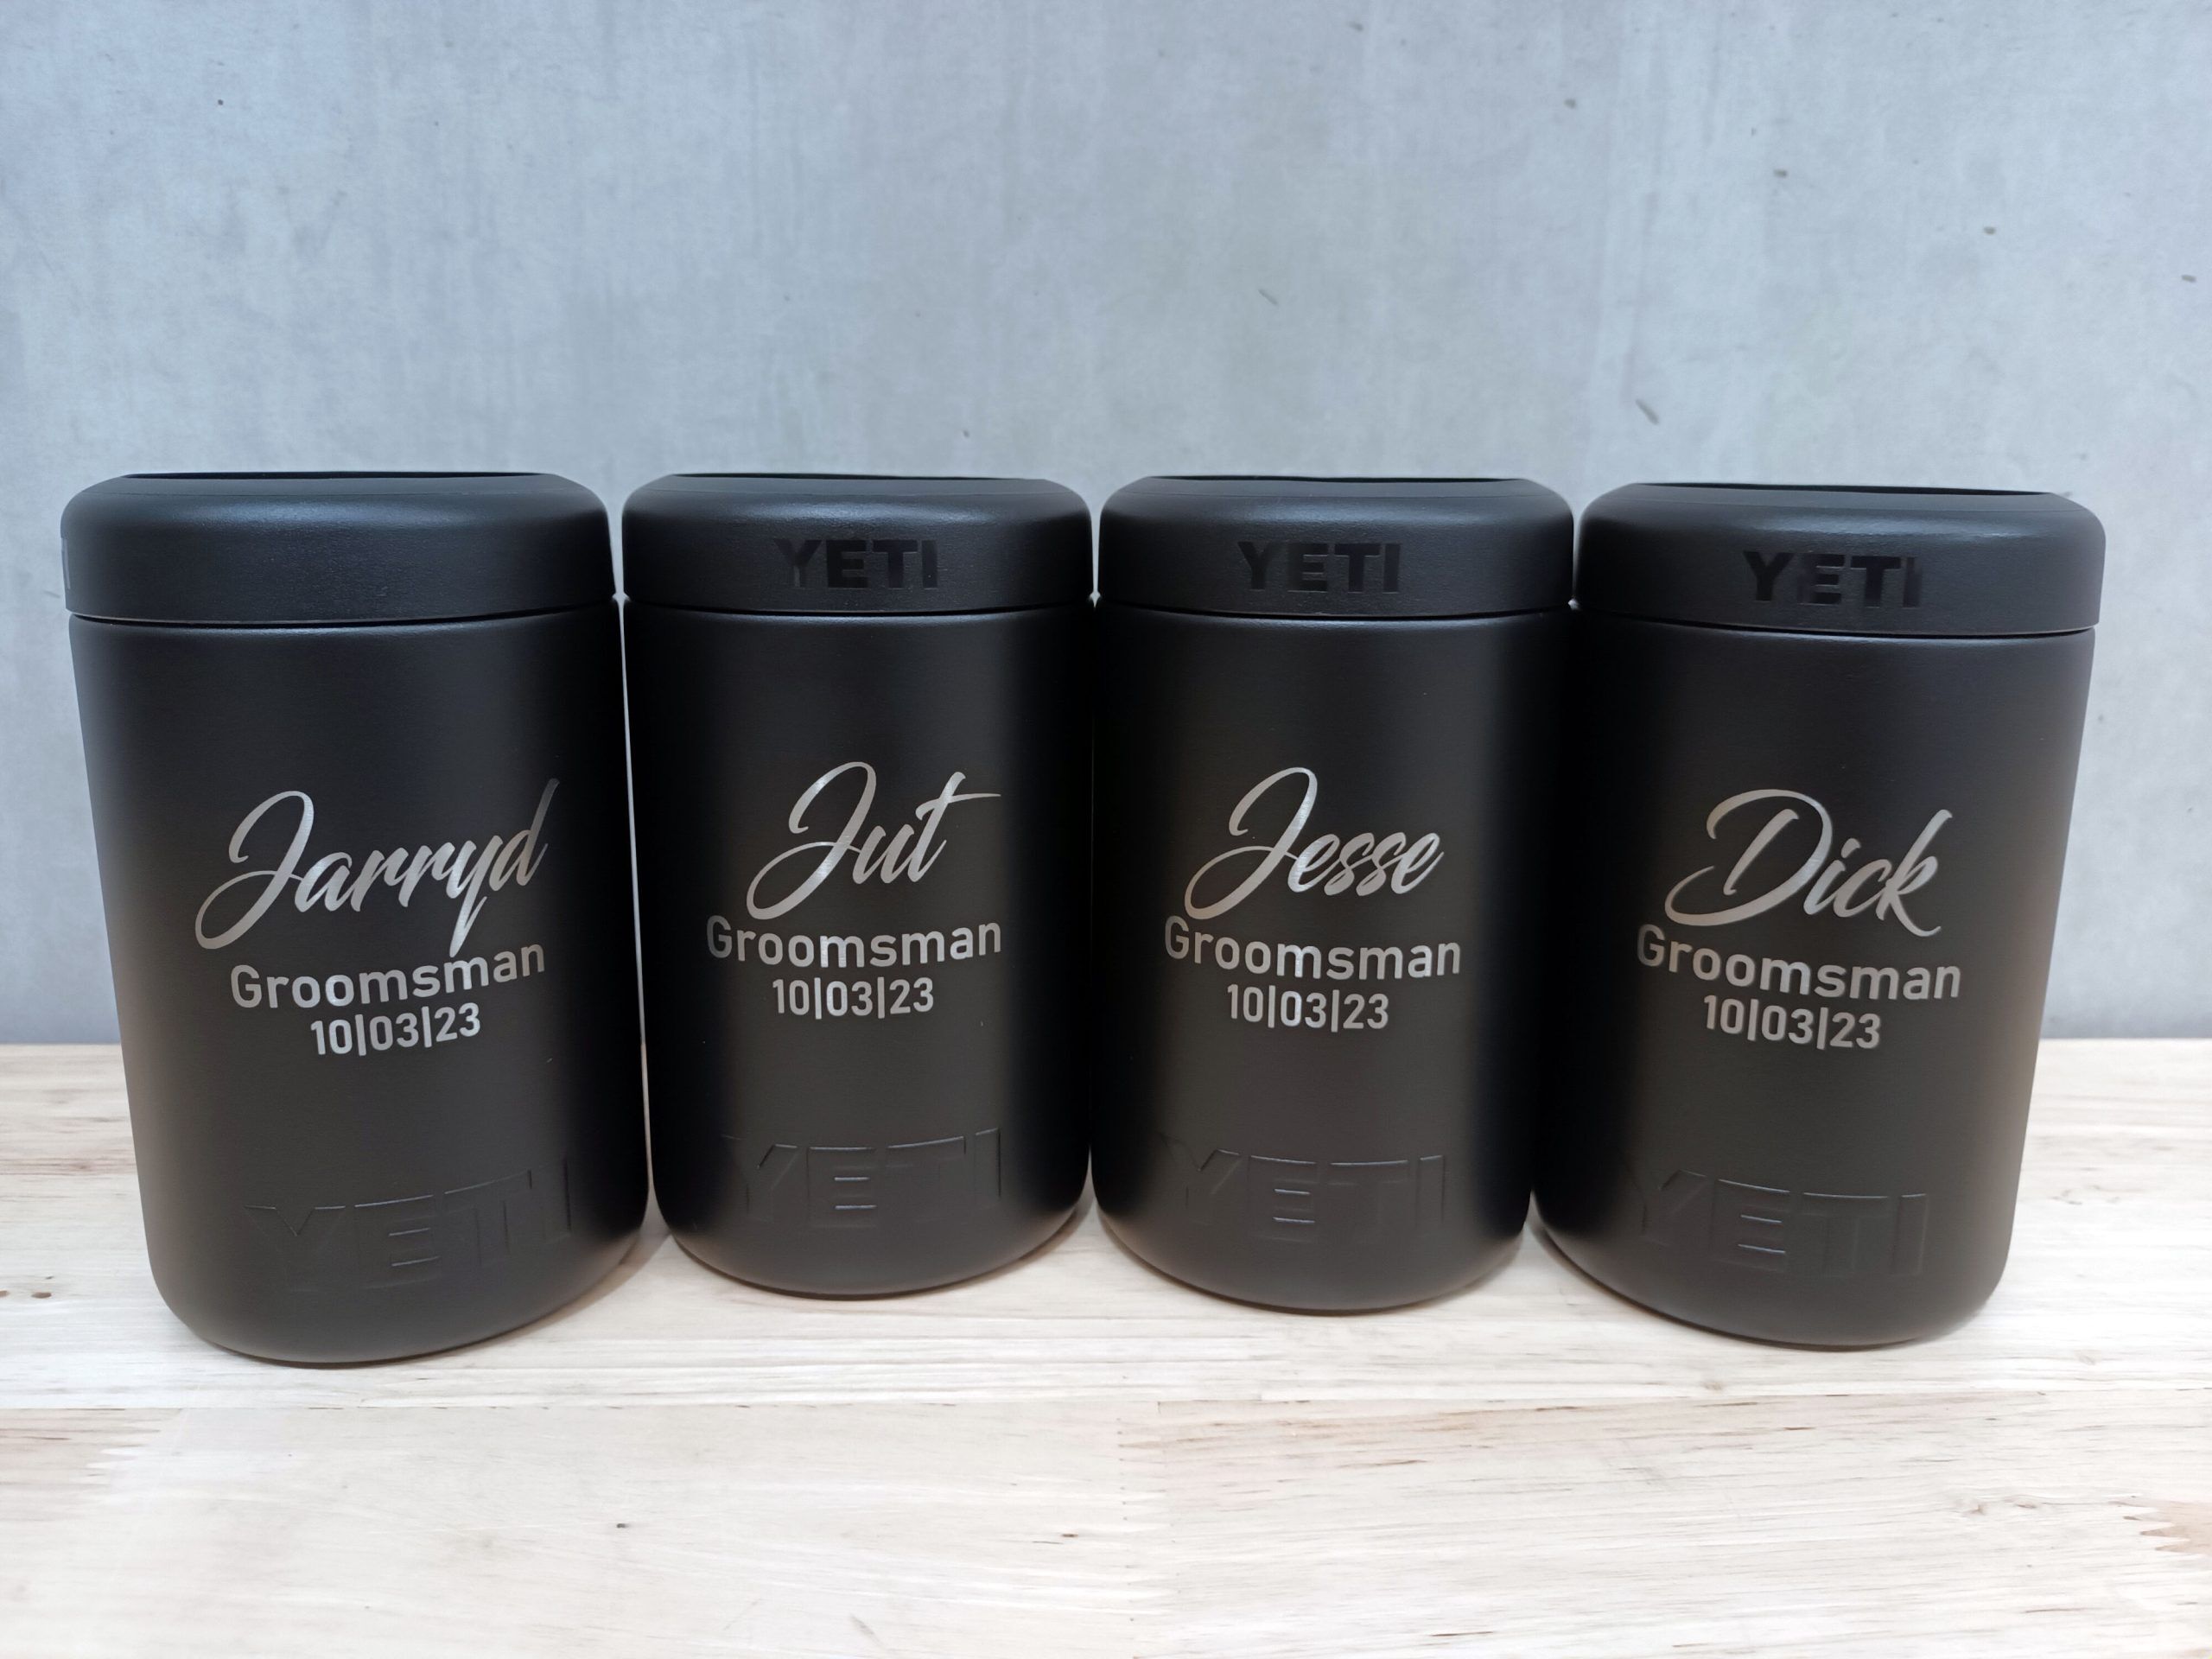 Jarryd
Groomsman
10|03|23
YETI
YETI
Jut
Groomsman
10|03|23
YETI
YETI
Jesse
Groomsman
10|03|23
YETI
YETI
Dick
Groomsman
10|03|23
YETI